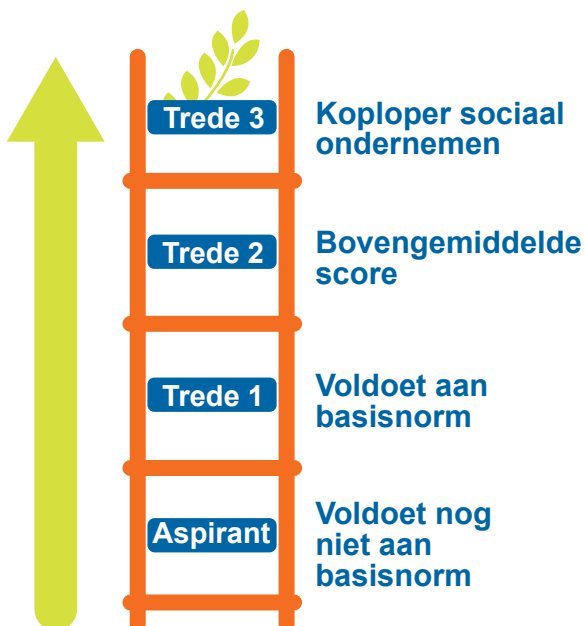 Trede 3
Koploper sociaal
ondernemen
Trede 2
Bovengemiddelde
score
Trede 1
Voldoet aan
basisnorm
Aspirant
Voldoet nog
niet aan
basisnorm